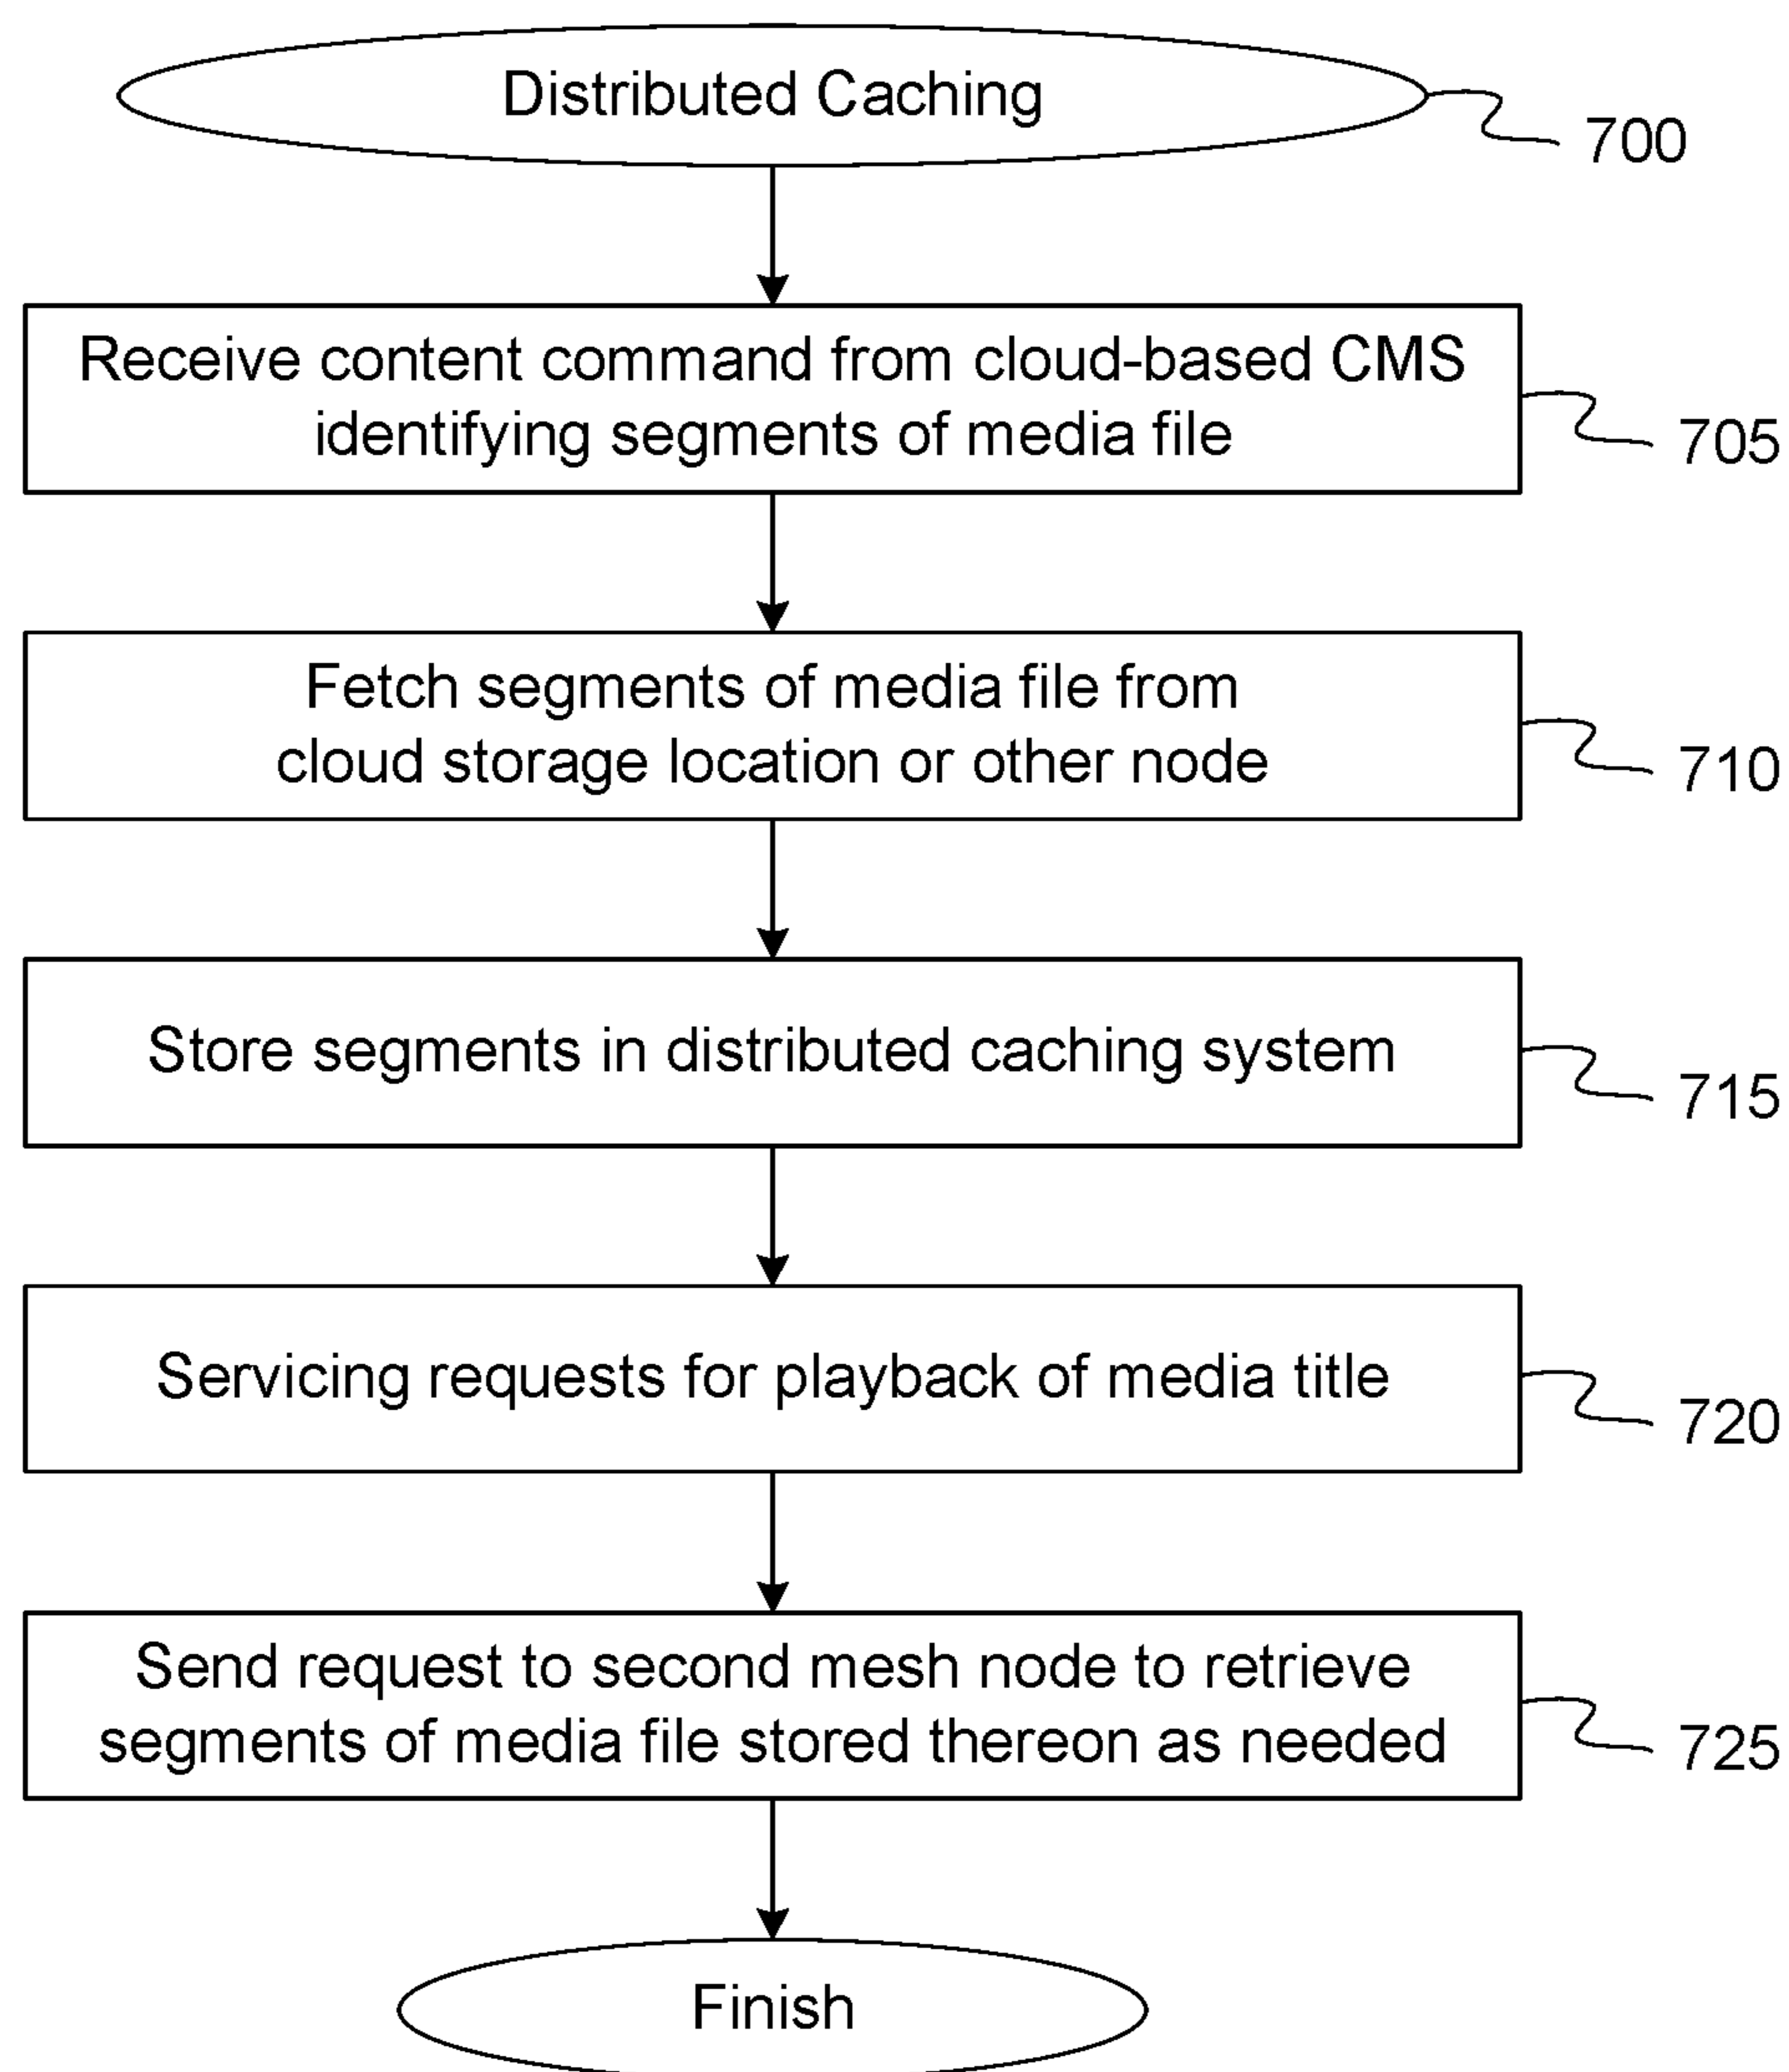 Distributed Caching
700
Receive content command from cloud-based CMS
identifying segments of media file
705
Fetch segments of media file from
cloud storage location or other node
710
Store segments in distributed caching system
715
Servicing requests for playback of media title
720
Send request to second mesh node to retrieve
segments of media file stored thereon as needed
725
Finish